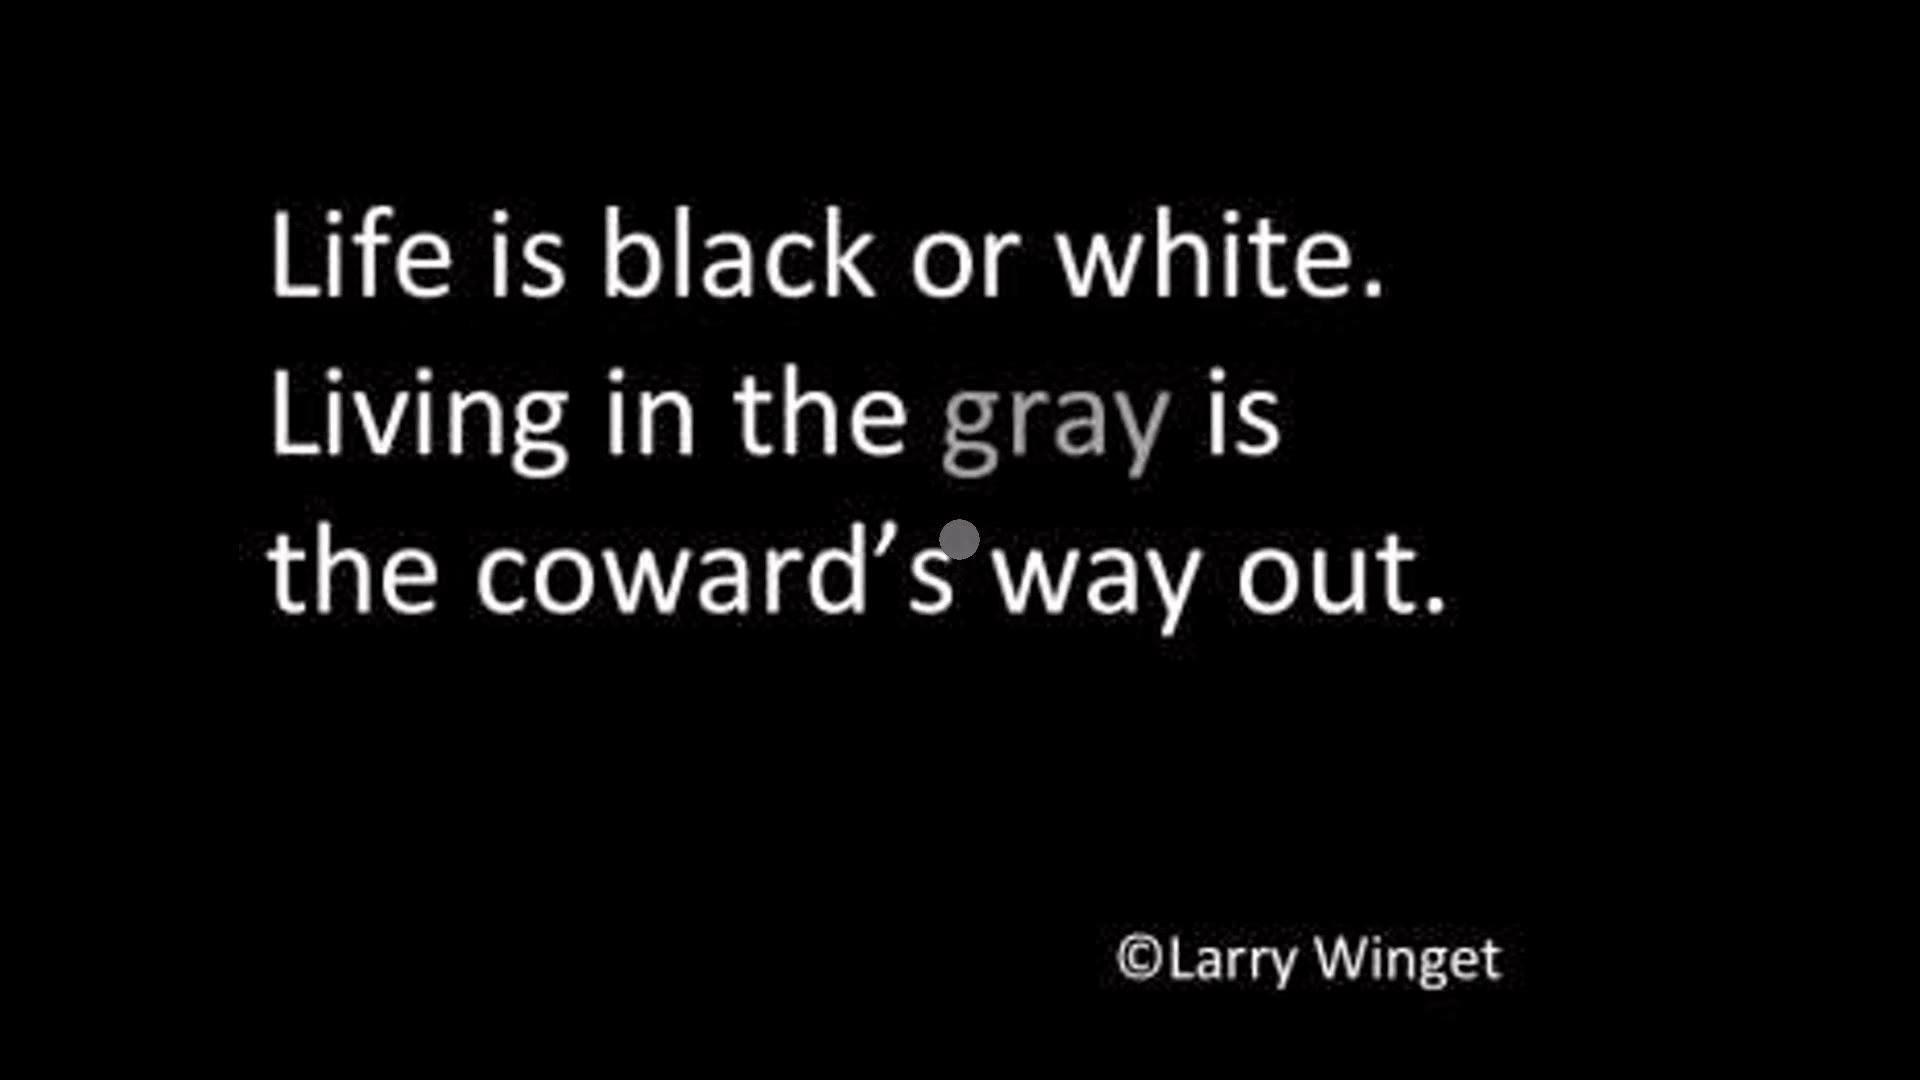 Life is black or white.
Living in the gray is
the coward’s way out.
©Larry Winget